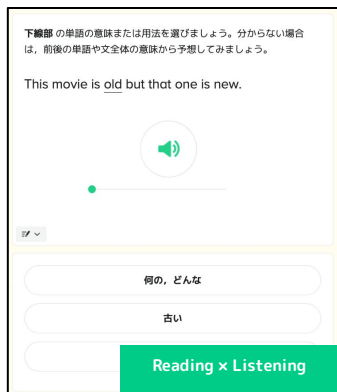 下線部 の単語の意味または用法を選びましょう。分からない場合
は，前後の単語や文全体の意味から予想してみましょう。
This movie is old but that one is new.
何の，どんな
古い
Reading × Listening